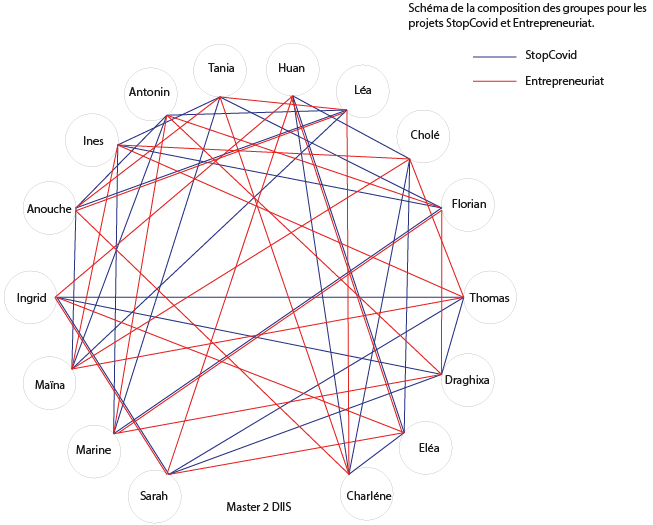 Schéma de la composition des groupes pour les
projets StopCovid et Entrepreneuriat.
StopCovid
Entrepreneuriat
Tania
Huan
Antonin
Léa
Ines
Cholé
Anouche
Florian
Ingrid
Thomas
Maïna
Draghixa
Marine
Eléa
Sarah
Charléne
Master 2 DIIS